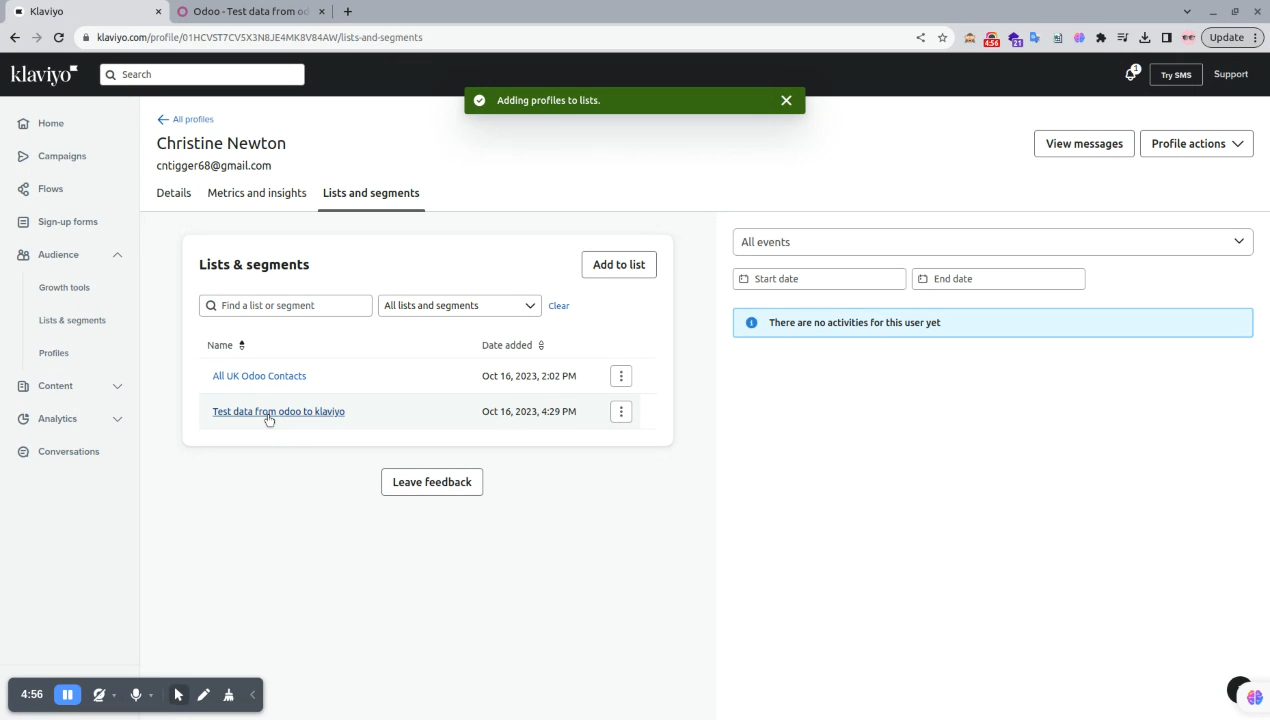 Klaviyo
Odoo - Test data from od
klaviyo.com/profile/01HCVST7CV5X3N8JE4MK8V84AW/lists-and-segments
4:56
21
Update
klaviyo
Search
1
Try SMS
Support
Adding profiles to lists.
Home
Campaigns
Flows
Sign-up forms
Audience
Growth tools
Lists & segments
Profiles
Content
Analytics
Conversations
All profiles
Christine Newton
cntigger68@gmail.com
View messages
Profile actions
Details
Metrics and insights
Lists and segments
Lists & segments
Add to list
Find a list or segment
All lists and segments
Clear
Name
Date added
All UK Odoo Contacts
Oct 16, 2023, 2:02 PM
Test data from odoo to klaviyo
Oct 16, 2023, 4:29 PM
Leave feedback
All events
Start date
End date
There are no activities for this user yet
4:56